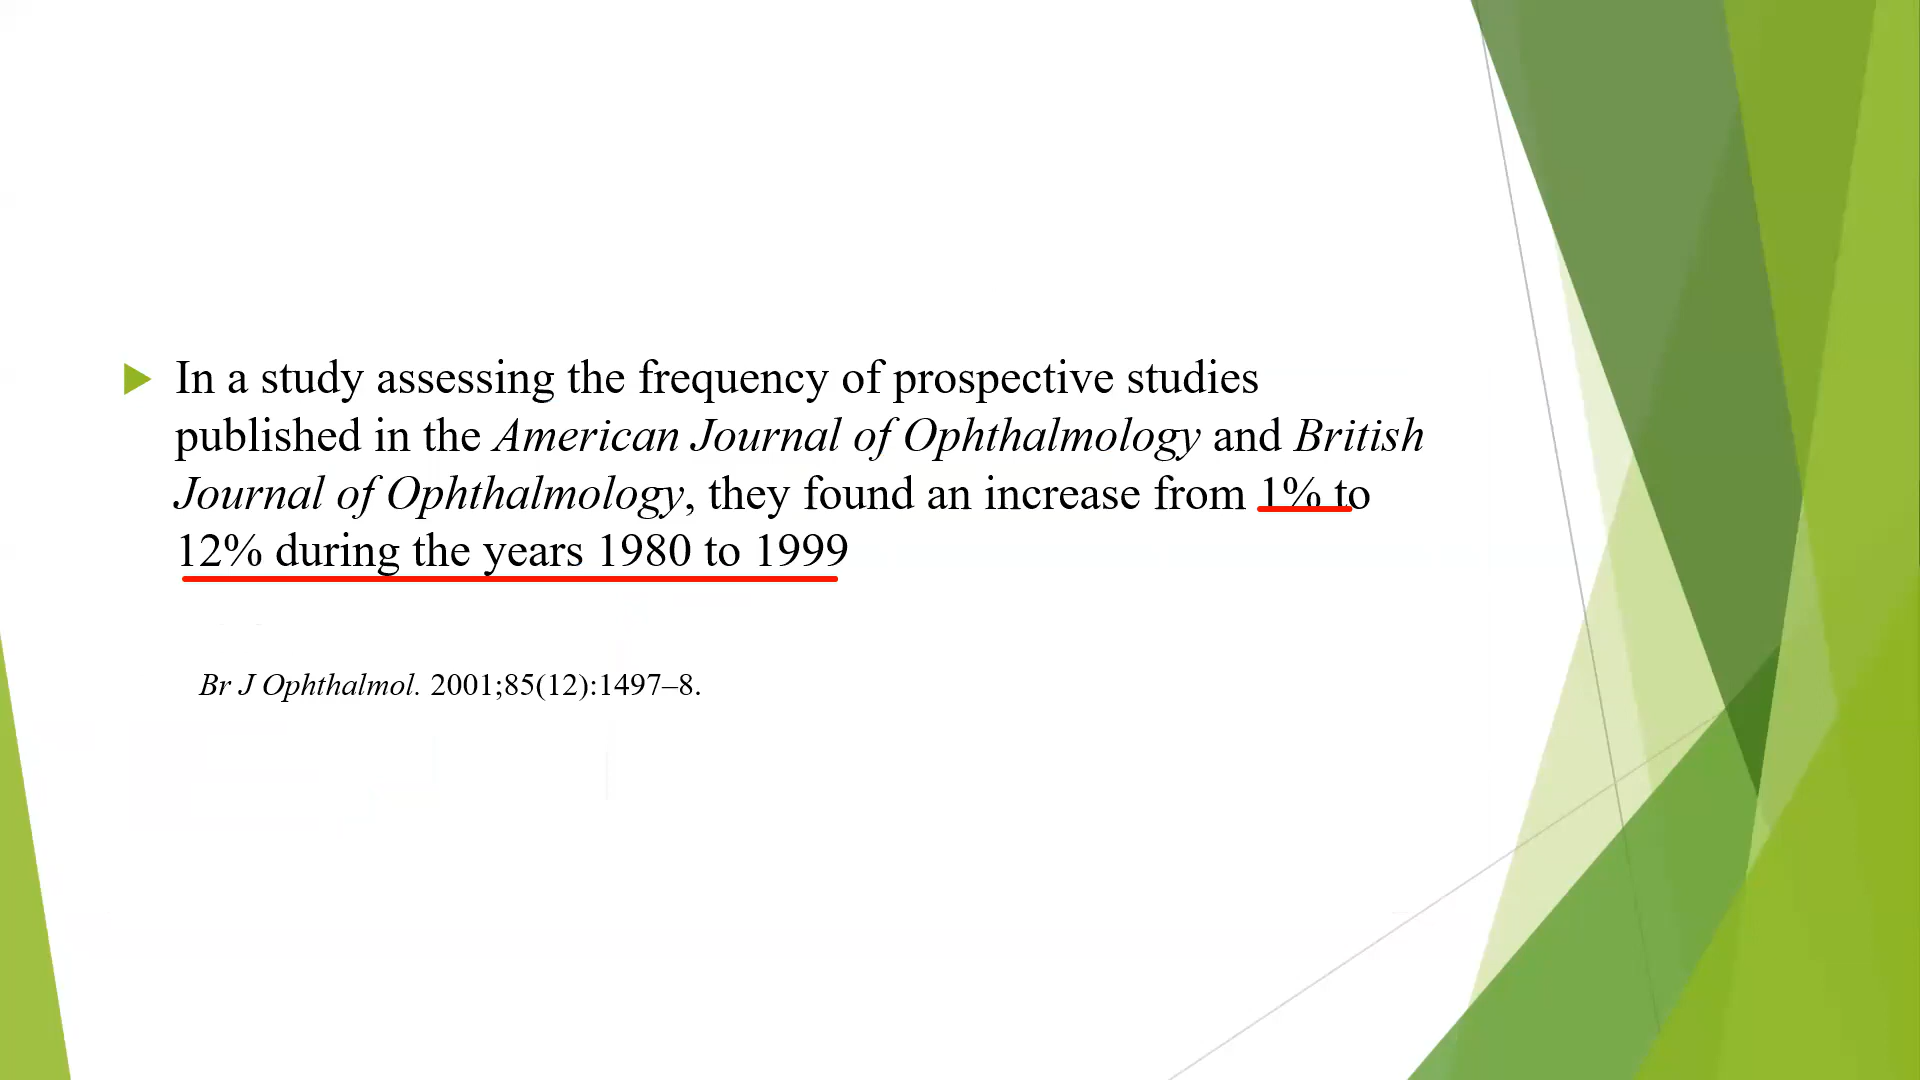 In a study assessing the frequency of prospective studies
published in the American Journal of Ophthalmology and British
Journal of Ophthalmology, they found an increase from 1% to
12% during the years 1980 to 1999
Br J Ophthalmol. 2001;85(12):1497–8.